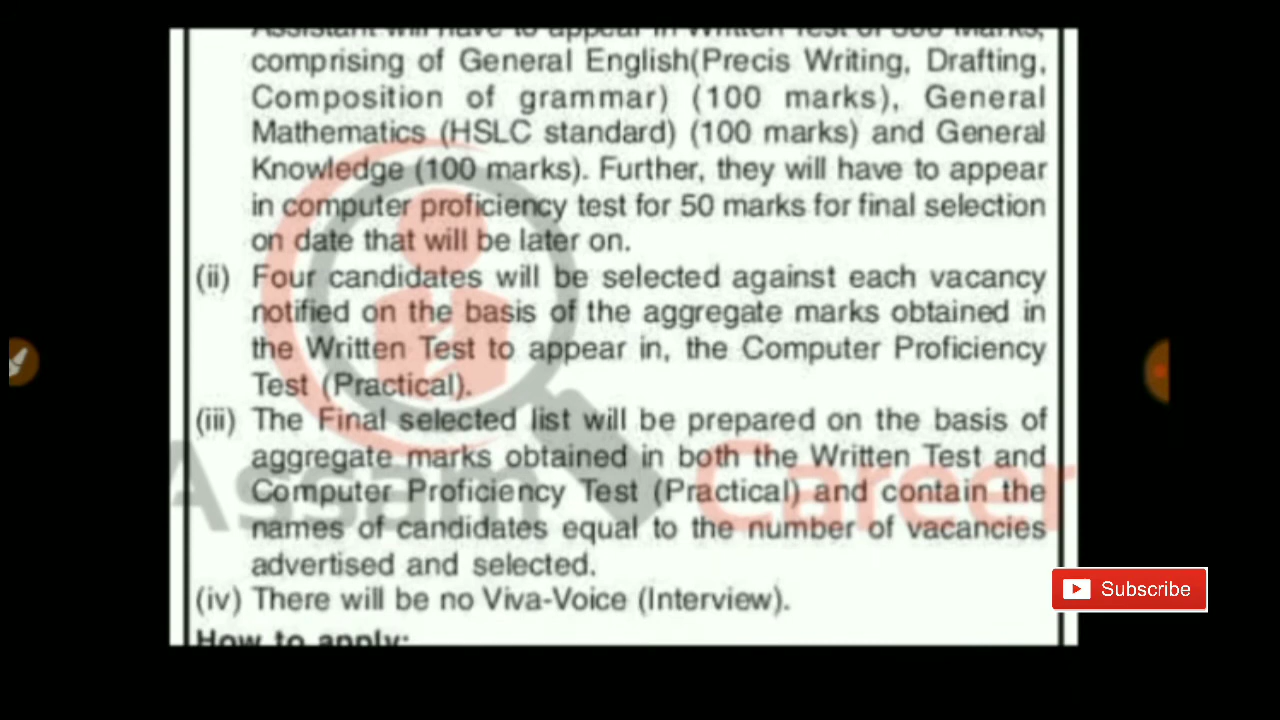 Assistant will have to appear in Written Test of 300 Marks,
comprising of General English(Precis Writing, Drafting,
Composition of grammar) (100 marks), General
Mathematics (HSLC standard) (100 marks) and General
Knowledge (100 marks). Further, they will have to appear
in computer proficiency test for 50 marks for final selection
on date that will be later on.
(ii) Four candidates will be selected against each vacancy
notified on the basis of the aggregate marks obtained in
the Written Test to appear in, the Computer Proficiency
Test (Practical).
(iii) The Final selected list will be prepared on the basis of
aggregate marks obtained in both the Written Test and
Computer Proficiency Test (Practical) and contain the
names of candidates equal to the number of vacancies
advertised and selected.
(iv) There will be no Viva-Voice (Interview).
How to apply:
Assam Career
Subscribe